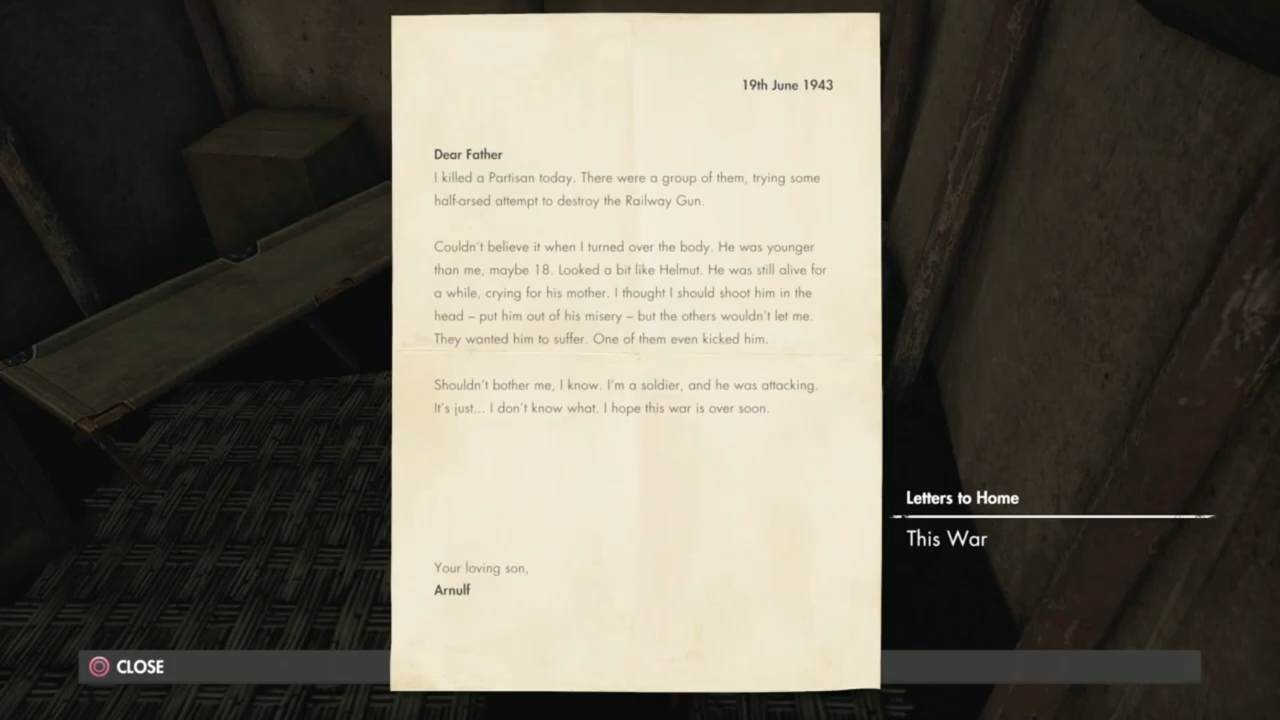 19th June 1943
Dear Father
I killed a Partisan today. There were a group of them, trying some
half-arsed attempt to destroy the Railway Gun.
Couldn't believe it when I turned over the body. He was younger
than me, maybe 18. Looked a bit like Helmut. He was still alive for
a while, crying for his mother. I thought I should shoot him in the
head – put him out of his misery – but the others wouldn't let me.
They wanted him to suffer. One of them even kicked him.
Shouldn't bother me, I know. I'm a soldier, and he was attacking.
It's just... I don't know what. I hope this war is over soon.
Your loving son,
Arnulf
Letters to Home
This War
CLOSE